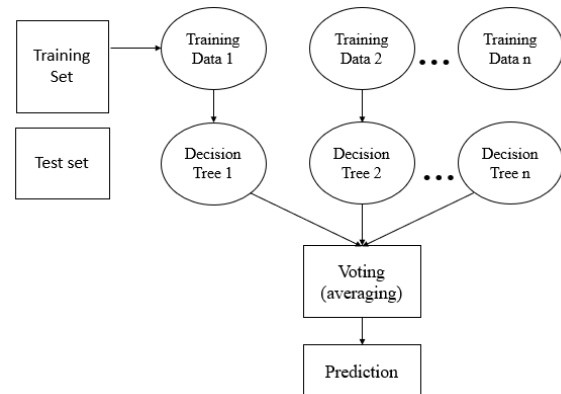 Training
Set
Training
Data 1
Training
Data 2
...
Training
Data n
Test set
Decision
Tree 1
Decision
Tree 2
...
Decision
Tree n
Voting
(averaging)
Prediction